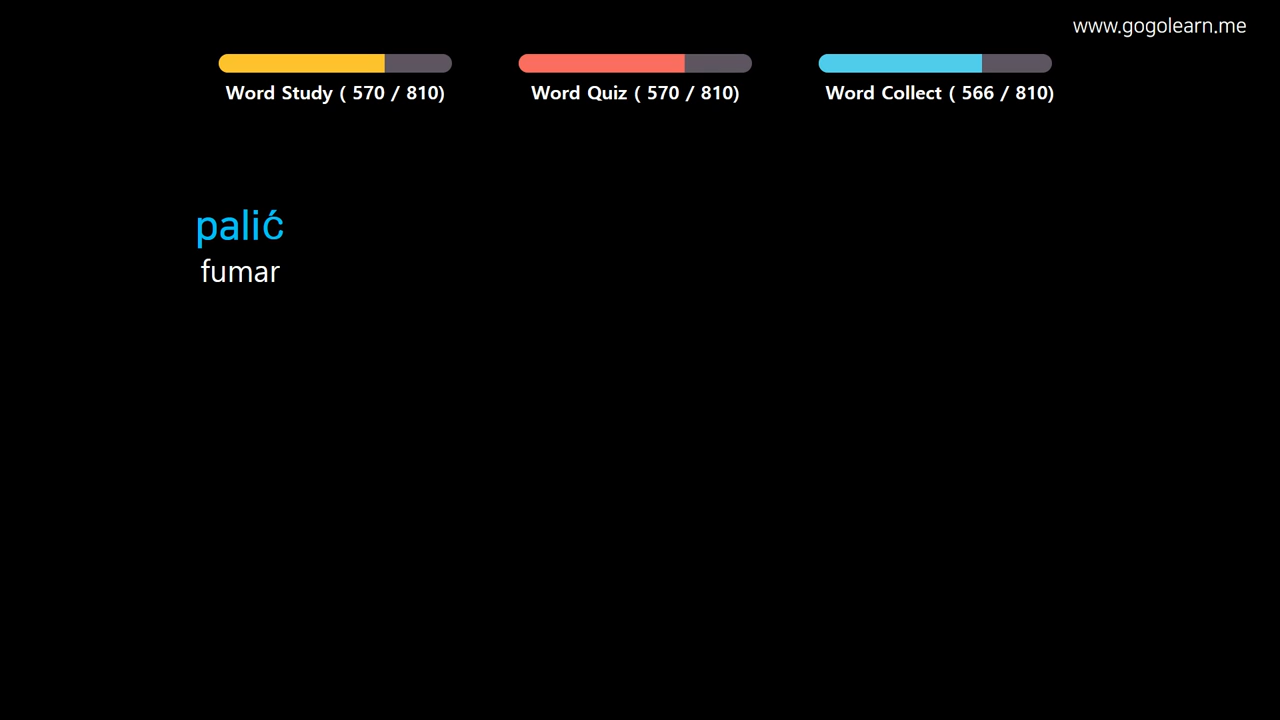 www.gogolearn.me
Word Study ( 570 / 810)
Word Quiz ( 570 / 810)
Word Collect ( 566 / 810)
palić
fumar